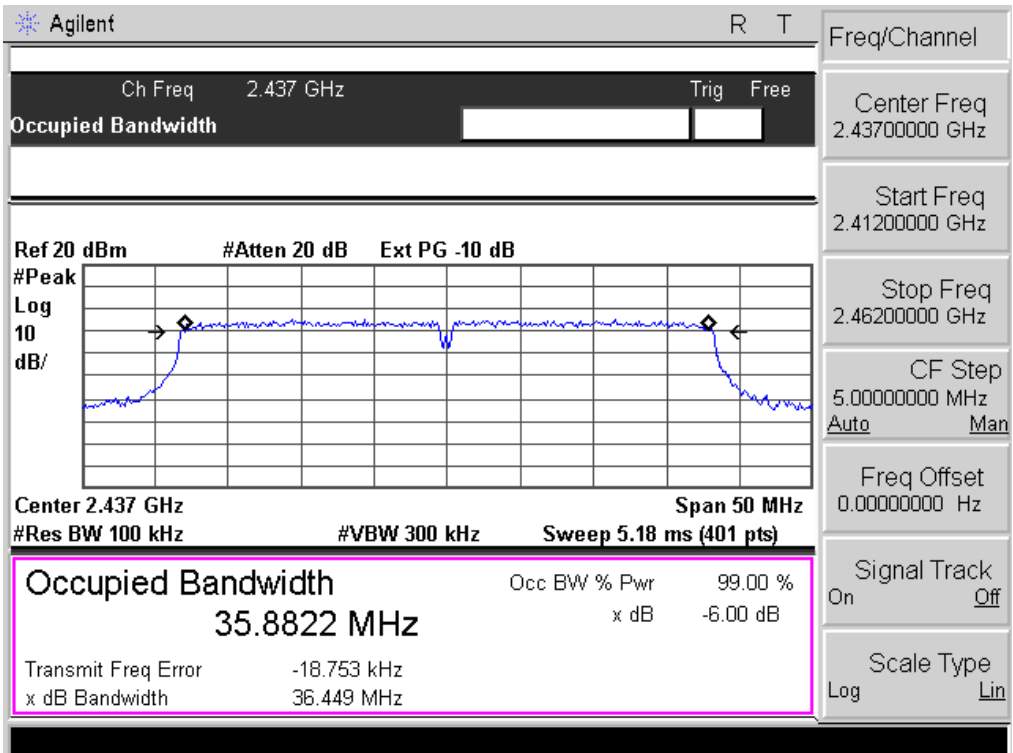 Agilent R T
Ch Freq 2.437 GHz Trig Free
Occupied Bandwidth
Ref 20 dBm #Atten 20 dB Ext PG -10 dB
#Peak
Log
10
dB/
Center 2.437 GHz Span 50 MHz
#Res BW 100 kHz #VBW 300 kHz Sweep 5.18 ms (401 pts)
Occupied Bandwidth
35.8822 MHz
Occ BW % Pwr 99.00 %
x dB -6.00 dB
Transmit Freq Error -18.753 kHz
x dB Bandwidth 36.449 MHz
Freq/Channel
Center Freq
2.43700000 GHz
Start Freq
2.41200000 GHz
Stop Freq
2.46200000 GHz
CF Step
5.00000000 MHz
Auto Man
Freq Offset
0.00000000 Hz
Signal Track
On Off
Scale Type
Log Lin